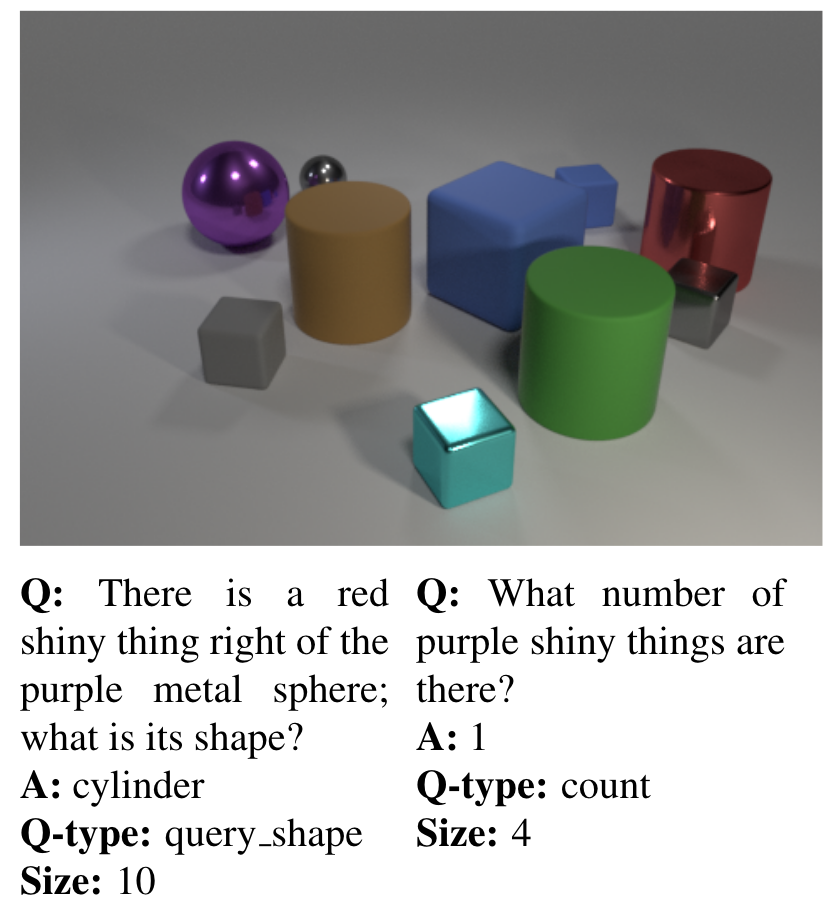 Q: There is a red
shiny thing right of the
purple metal sphere;
what is its shape?
A: cylinder
Q-type: query_shape
Size: 10
Q: What number of
purple shiny things are
there?
A: 1
Q-type: count
Size: 4